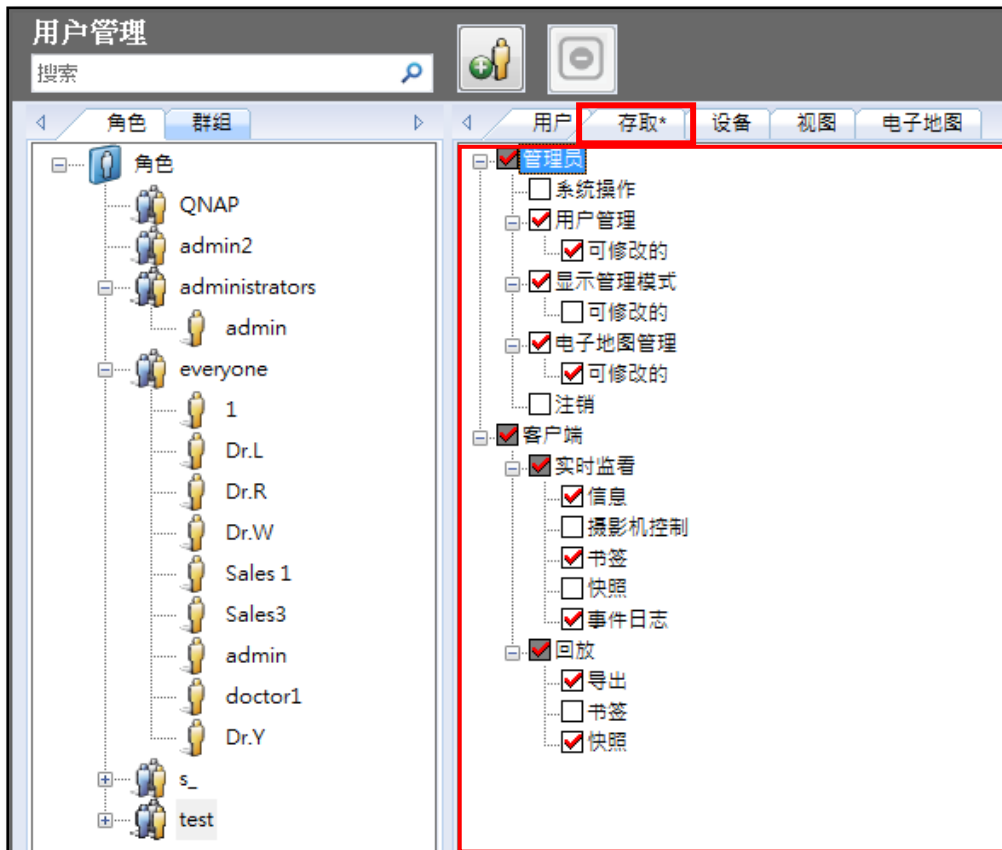 用户管理
搜索
角色 群组
角色
QNAP
admin2
administrators
admin
everyone
1
Dr.L
Dr.R
Dr.W
Sales 1
Sales3
admin
doctor1
Dr.Y
s_
test
用户 存取* 设备 视图 电子地图
管理员
系统操作
用户管理
可修改的
显示管理模式
可修改的
电子地图管理
可修改的
注销
客户端
实时监看
信息
摄影机控制
书签
快照
事件日志
回放
导出
书签
快照